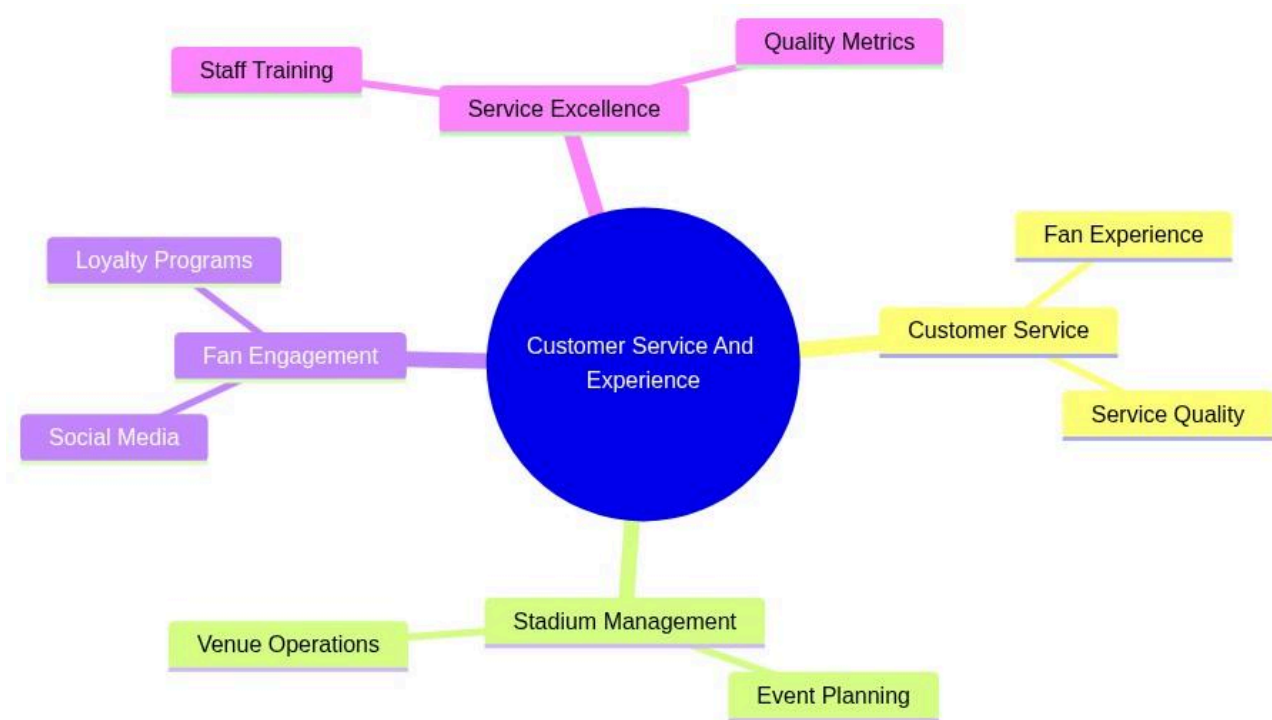 Quality Metrics
Staff Training
Service Excellence
Fan Experience
Loyalty Programs
Customer Service
Fan Engagement
Customer Service And
Experience
Service Quality
Social Media
Stadium Management
Venue Operations
Event Planning